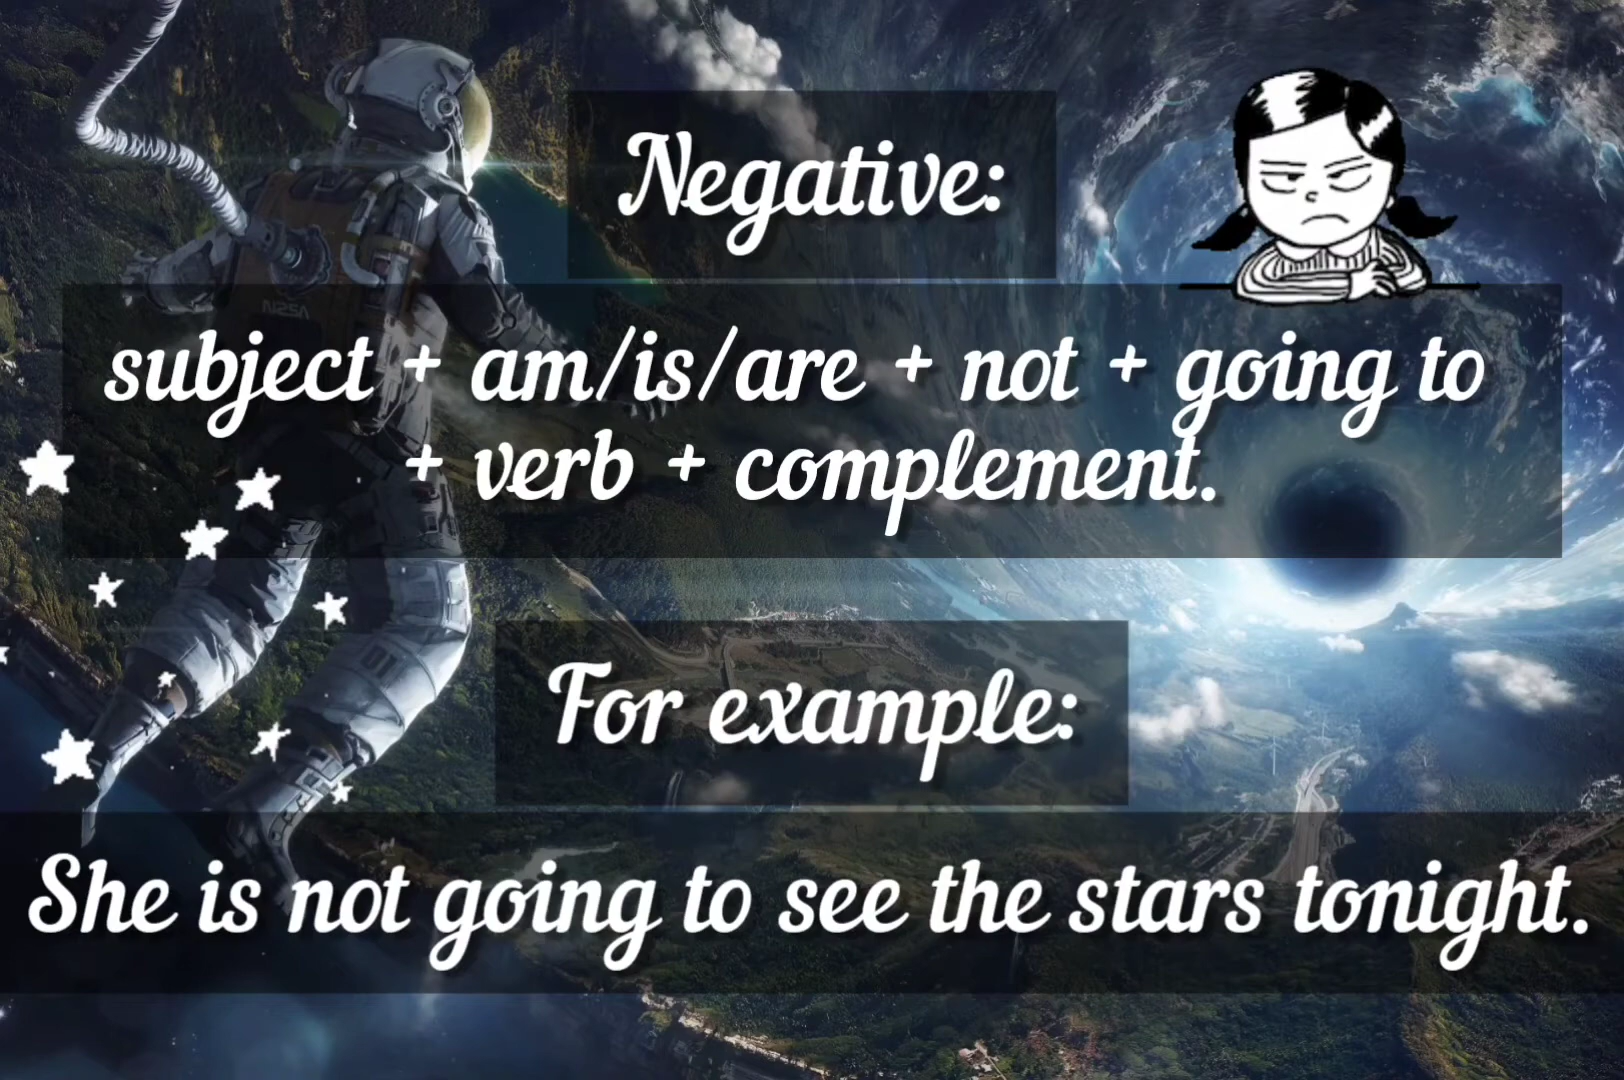 Negative:
subject + am/is/are + not + going to
+ verb + complement.
For example:
She is not going to see the stars tonight.